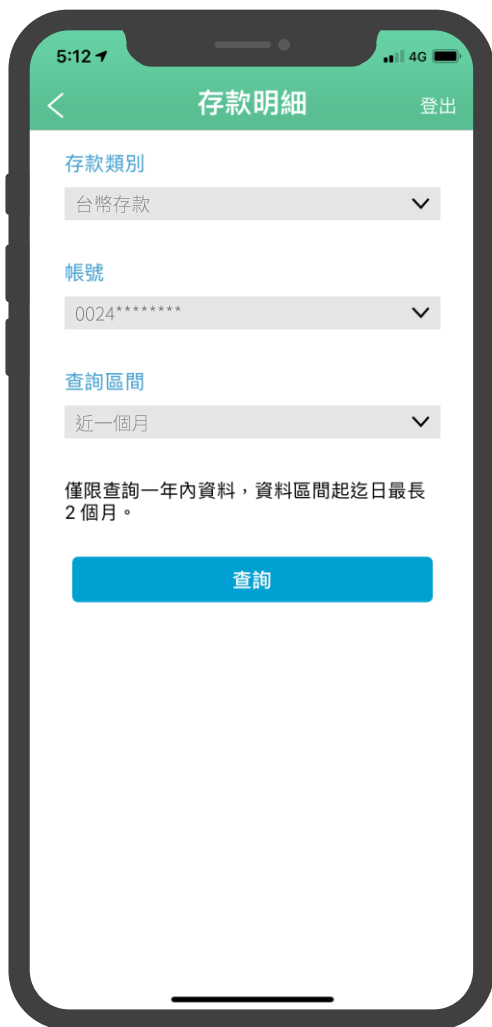 5:12
4G
存款明細
登出
存款類別
台幣存款
帳號
0024********
查詢區間
近一個月
僅限查詢一年內資料，資料區間起迄日最長
2 個月。
查詢